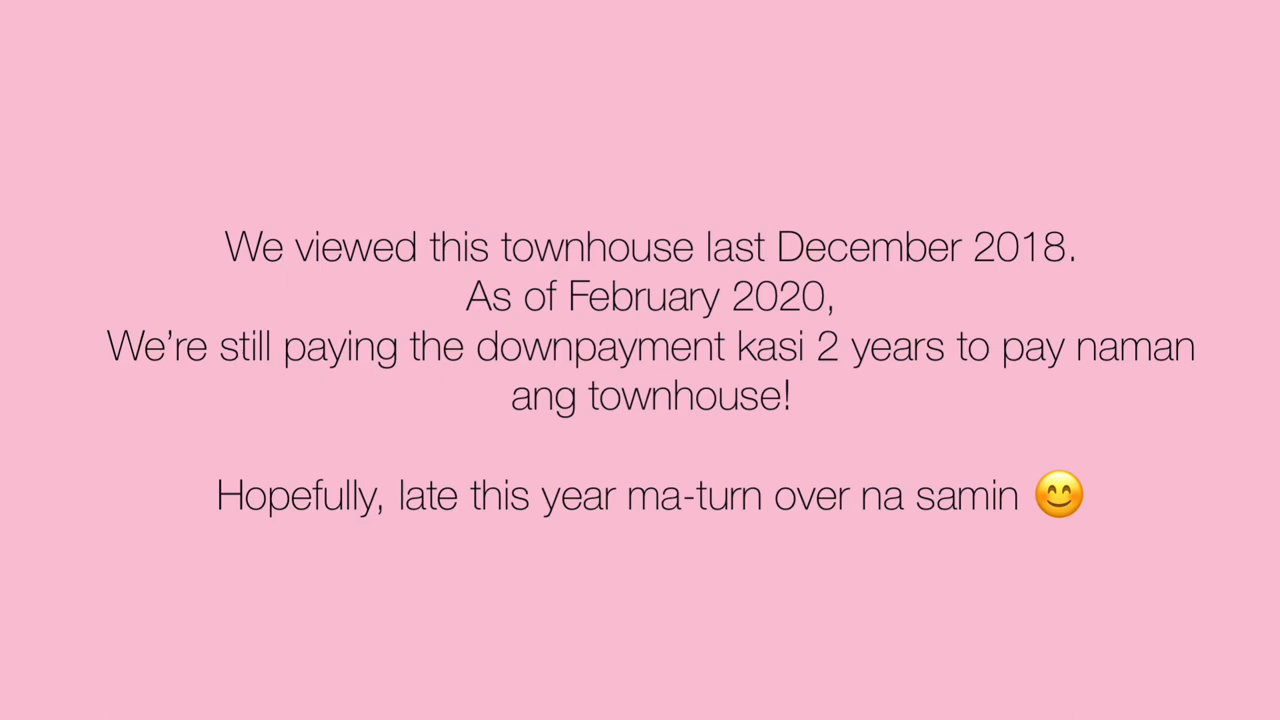 We viewed this townhouse last December 2018.
As of February 2020,
We’re still paying the downpayment kasi 2 years to pay naman
ang townhouse!
Hopefully, late this year ma-turn over na samin 😊